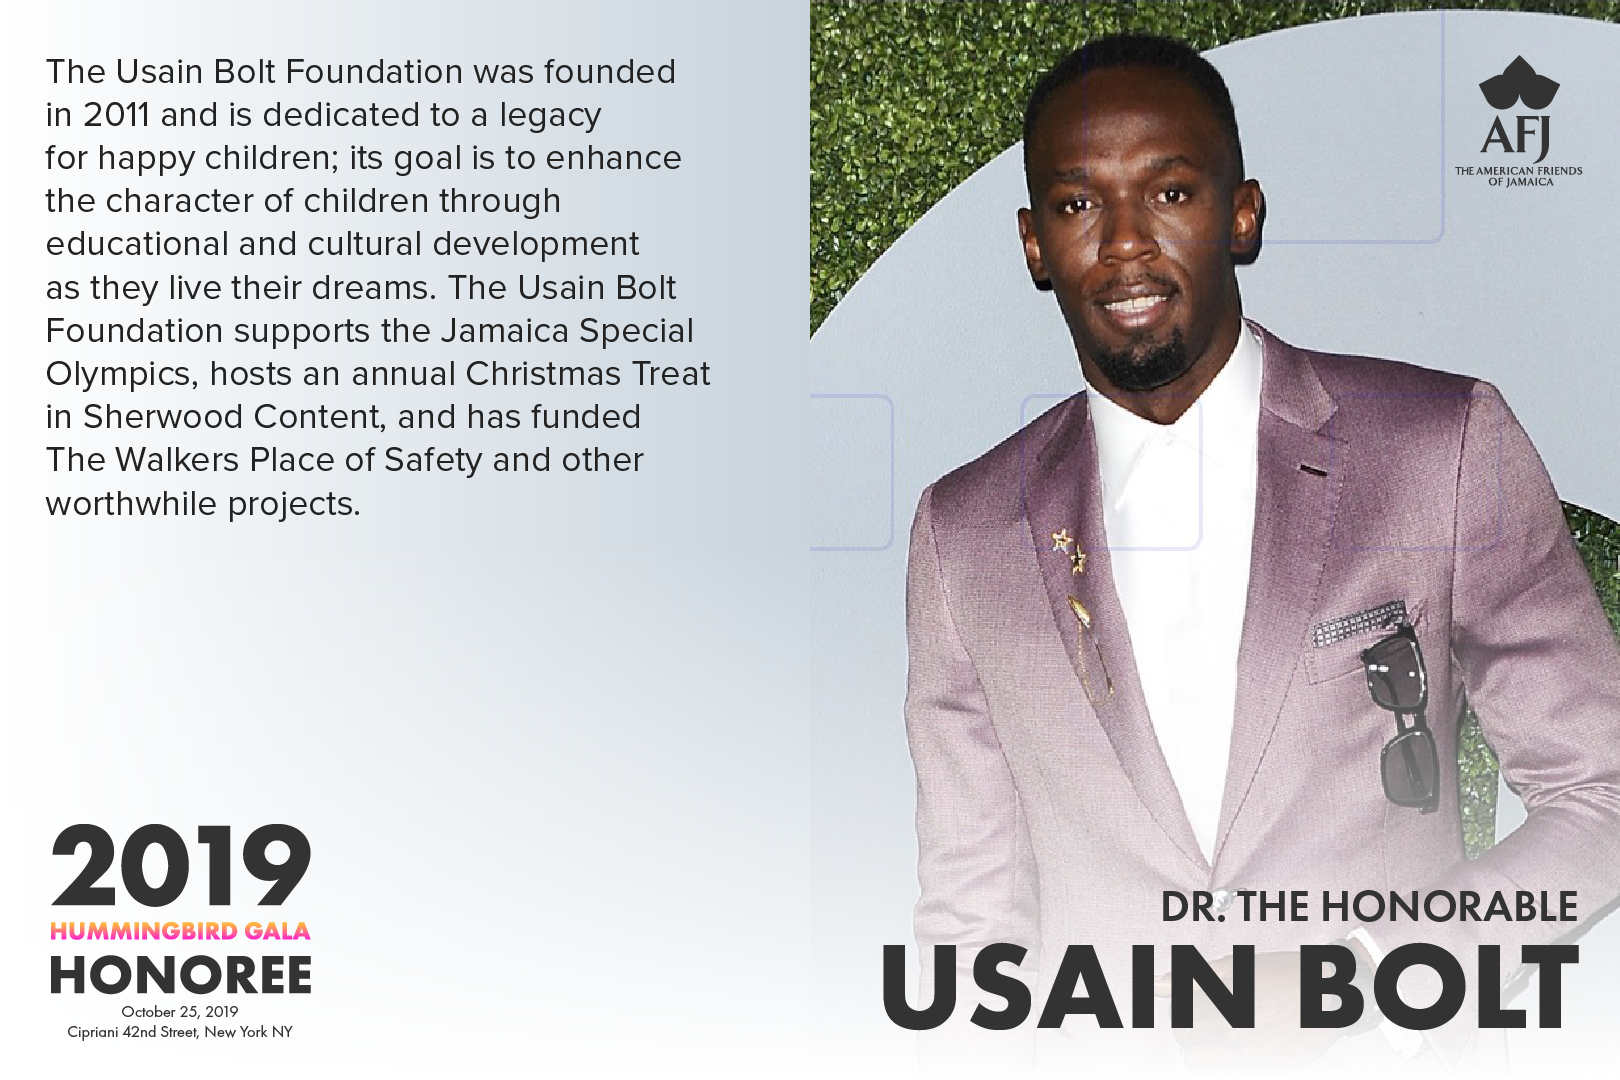 The Usain Bolt Foundation was founded
in 2011 and is dedicated to a legacy
for happy children; its goal is to enhance
the character of children through
educational and cultural development
as they live their dreams. The Usain Bolt
Foundation supports the Jamaica Special
Olympics, hosts an annual Christmas Treat
in Sherwood Content, and has funded
The Walkers Place of Safety and other
worthwhile projects.
2019
HUMMINGBIRD GALA
HONOREE
October 25, 2019
Cipriani 42nd Street, New York NY
AFJ
THE AMERICAN FRIENDS
OF JAMAICA
DR. THE HONORABLE
USAIN BOLT